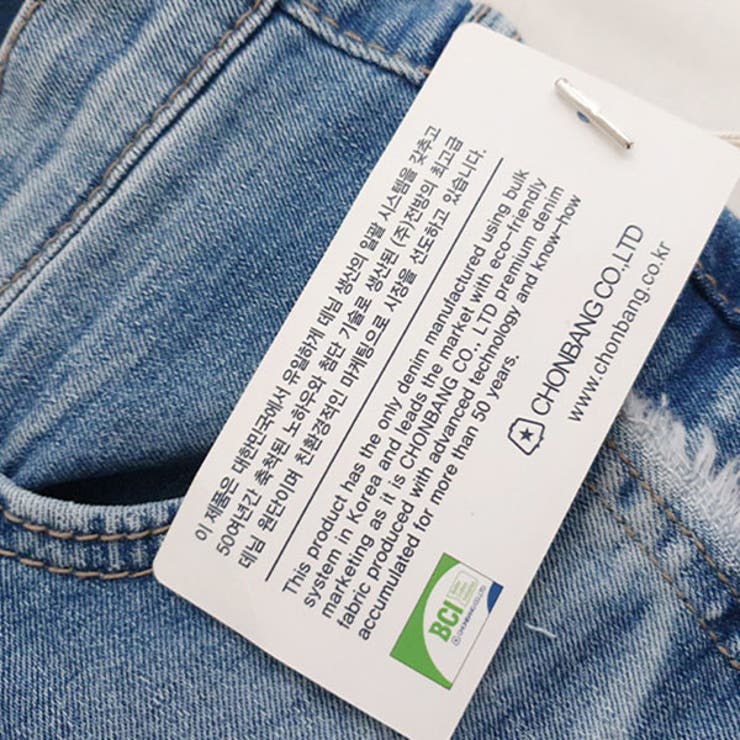 이 제품은 대한민국에서 유일하게 데님 생산의 일괄 시스템을 갖추고
50여년간 축척된 노하우와 첨단 기술로 생산된 (주)전방의 최고급
데님 원단이며 친환경적인 마케팅으로 시장을 선도하고 있습니다.
This product has the only denim manufactured using bulk
system in Korea and leads the market with eco-friendly
marketing as it is CHONBANG CO., LTD premium denim
fabric produced with advanced technology and know-how
accumulated for more than 50 years.
CHONBANG CO.,LTD
www.chonbang.co.kr
BCI
CHONBANG CO.,LTD